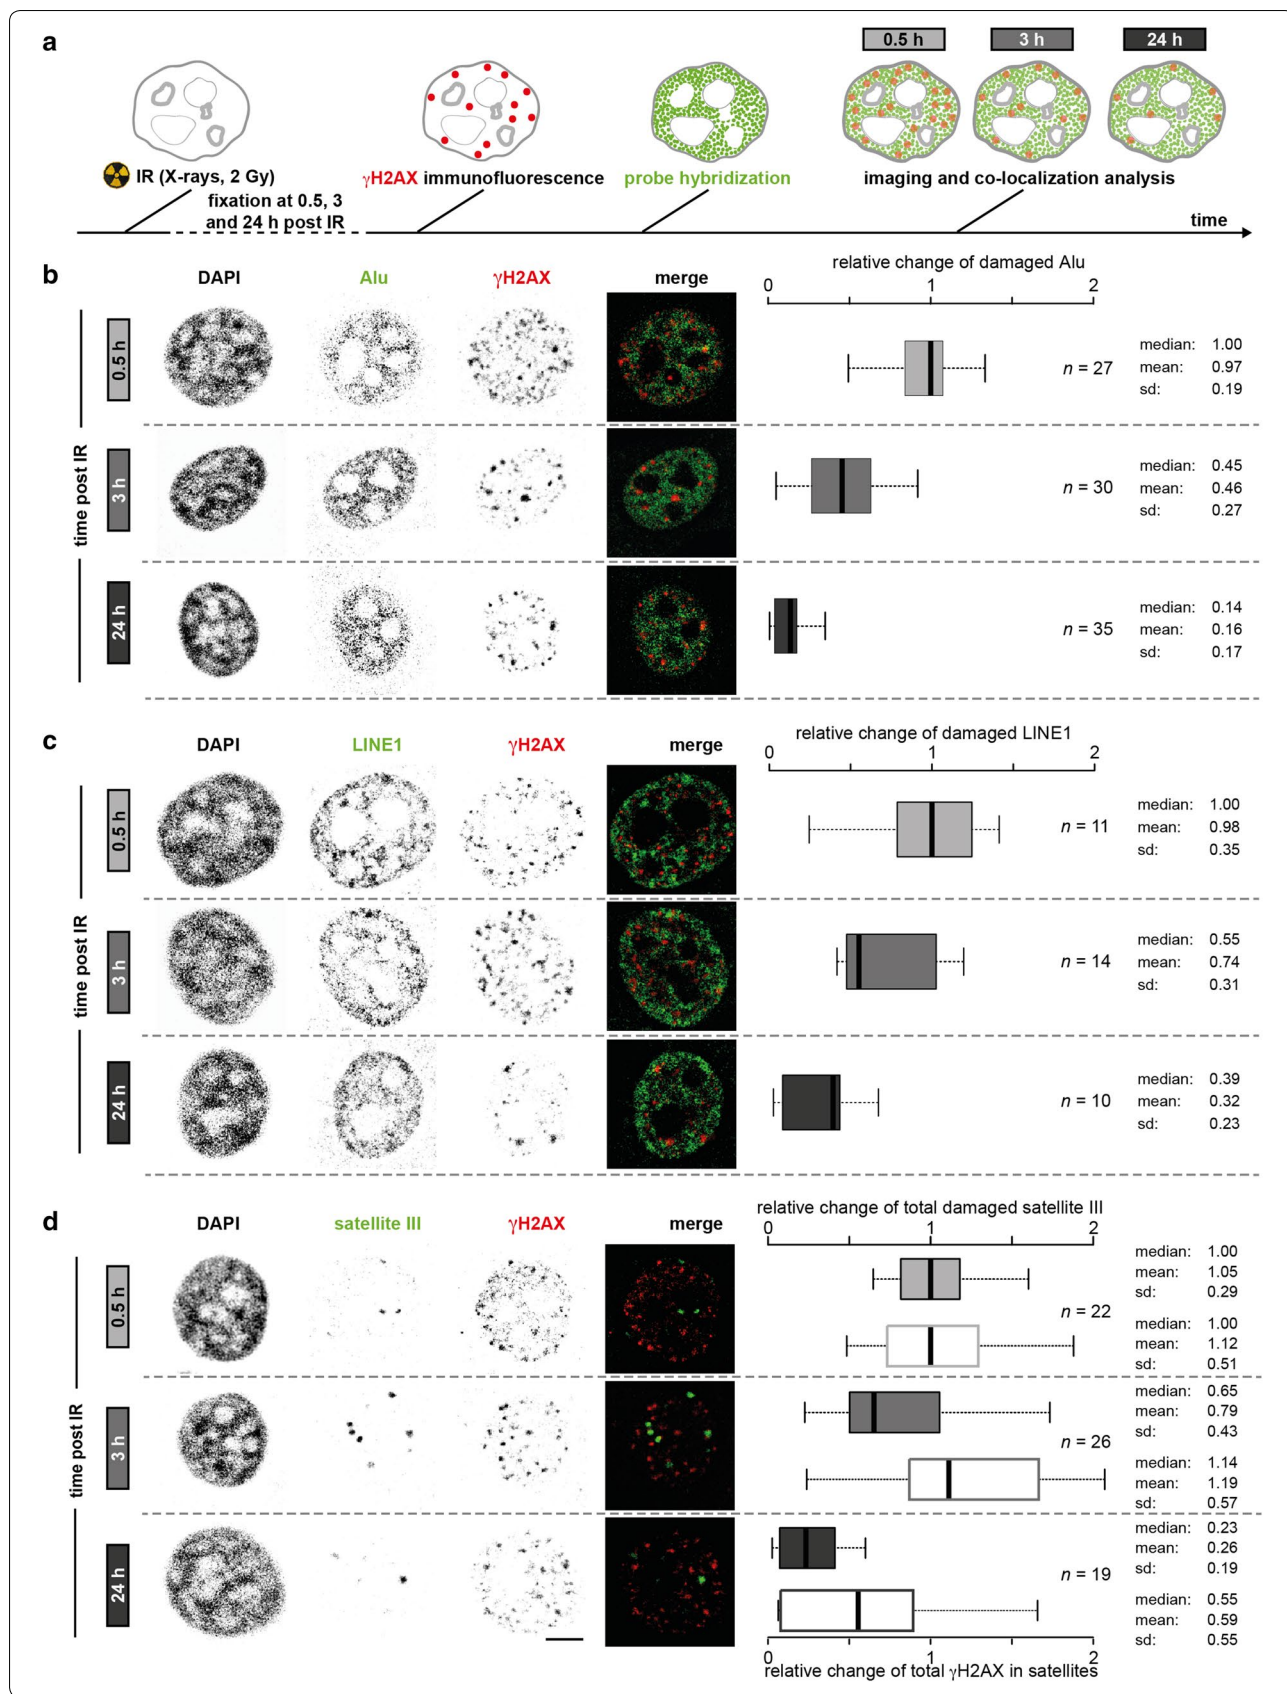 a
0.5 h 3 h 24 h
IR (X-rays, 2 Gy)
γH2AX immunofluorescence
probe hybridization
imaging and co-localization analysis
fixation at 0.5, 3
and 24 h post IR
time
b
DAPI Alu γH2AX merge
relative change of damaged Alu
0 1 2
time post IR
0.5 h
n = 27
median: 1.00
mean: 0.97
sd: 0.19
3 h
n = 30
median: 0.45
mean: 0.46
sd: 0.27
24 h
n = 35
median: 0.14
mean: 0.16
sd: 0.17
c
DAPI LINE1 γH2AX merge
relative change of damaged LINE1
0 1 2
time post IR
0.5 h
n = 11
median: 1.00
mean: 0.98
sd: 0.35
3 h
n = 14
median: 0.55
mean: 0.74
sd: 0.31
24 h
n = 10
median: 0.39
mean: 0.32
sd: 0.23
d
DAPI satellite III γH2AX merge
relative change of total damaged satellite III
0 1 2
time post IR
0.5 h
n = 22
median: 1.00
mean: 1.05
sd: 0.29
median: 1.00
mean: 1.12
sd: 0.51
3 h
n = 26
median: 0.65
mean: 0.79
sd: 0.43
median: 1.14
mean: 1.19
sd: 0.57
24 h
n = 19
median: 0.23
mean: 0.26
sd: 0.19
median: 0.55
mean: 0.59
sd: 0.55
0 1 2
relative change of total γH2AX in satellites